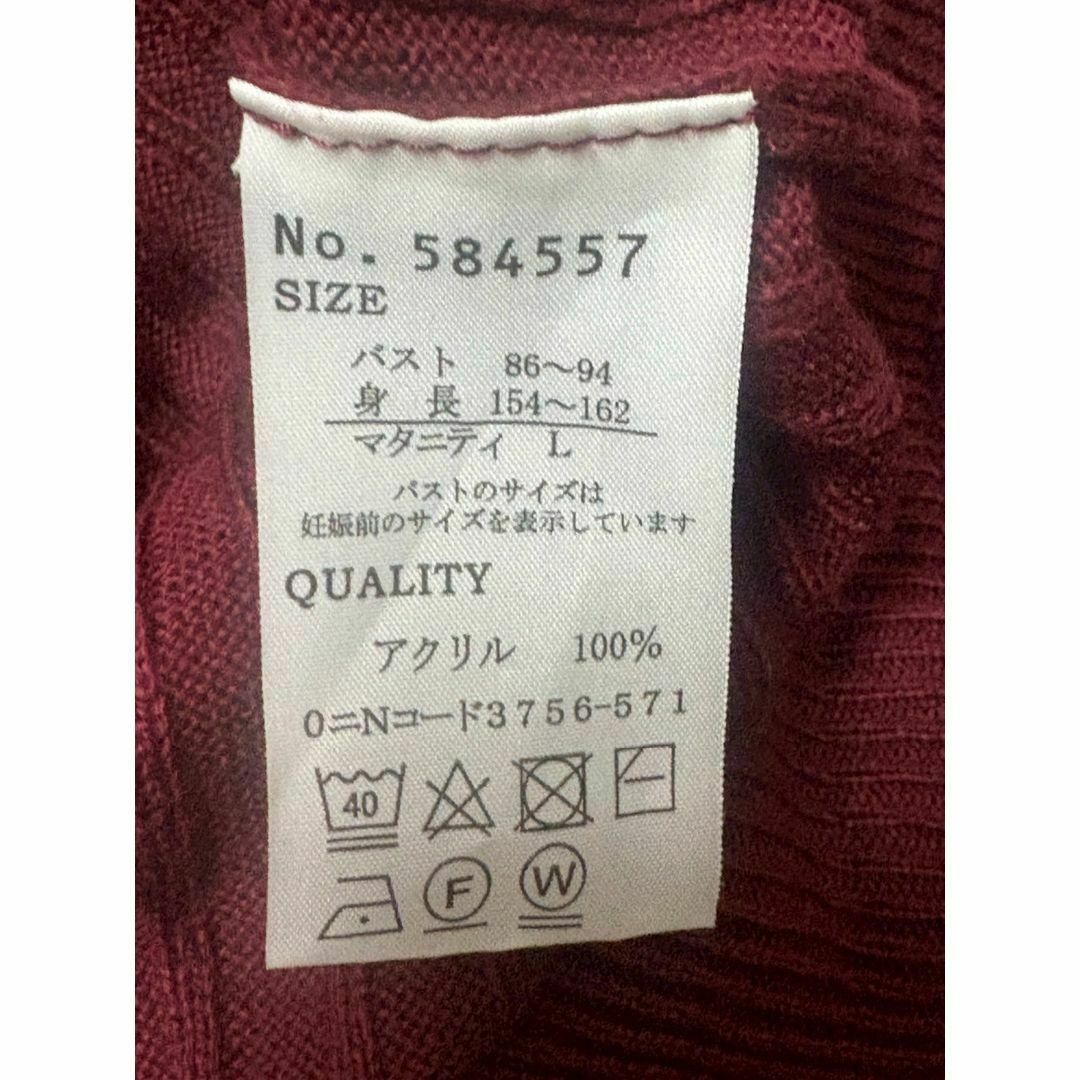 No. 584557
SIZE
バスト 86～94
身 長 154～162
マタニティ L
バストのサイズは
妊娠前のサイズを表示しています
QUALITY
アクリル 100%
0ニNコード3756-571
40
F W